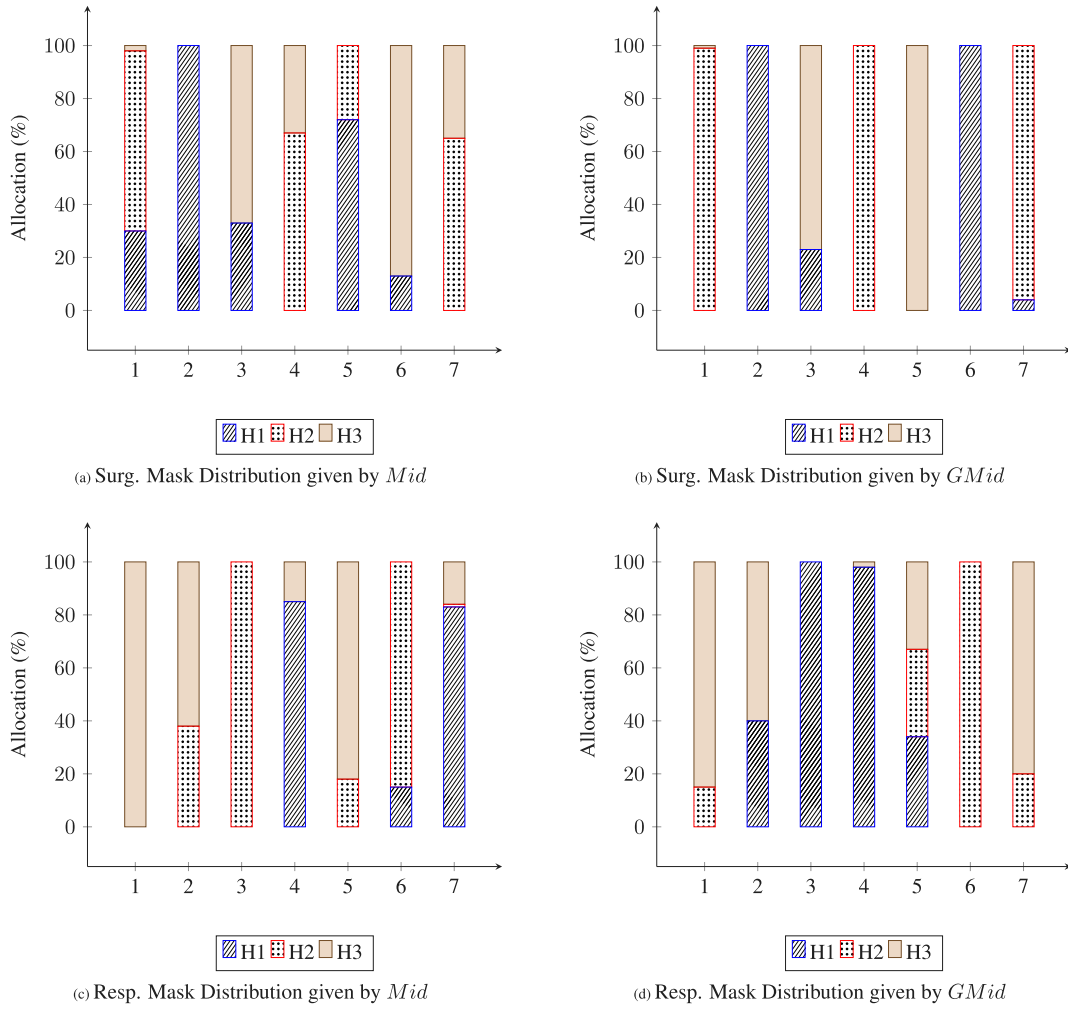 100
80
60
40
20
0
Allocation (%)
1 2 3 4 5 6 7
H1 H2 H3
(a) Surg. Mask Distribution given by Mid
100
80
60
40
20
0
Allocation (%)
1 2 3 4 5 6 7
H1 H2 H3
(b) Surg. Mask Distribution given by GMid
100
80
60
40
20
0
Allocation (%)
1 2 3 4 5 6 7
H1 H2 H3
(c) Resp. Mask Distribution given by Mid
100
80
60
40
20
0
Allocation (%)
1 2 3 4 5 6 7
H1 H2 H3
(d) Resp. Mask Distribution given by GMid